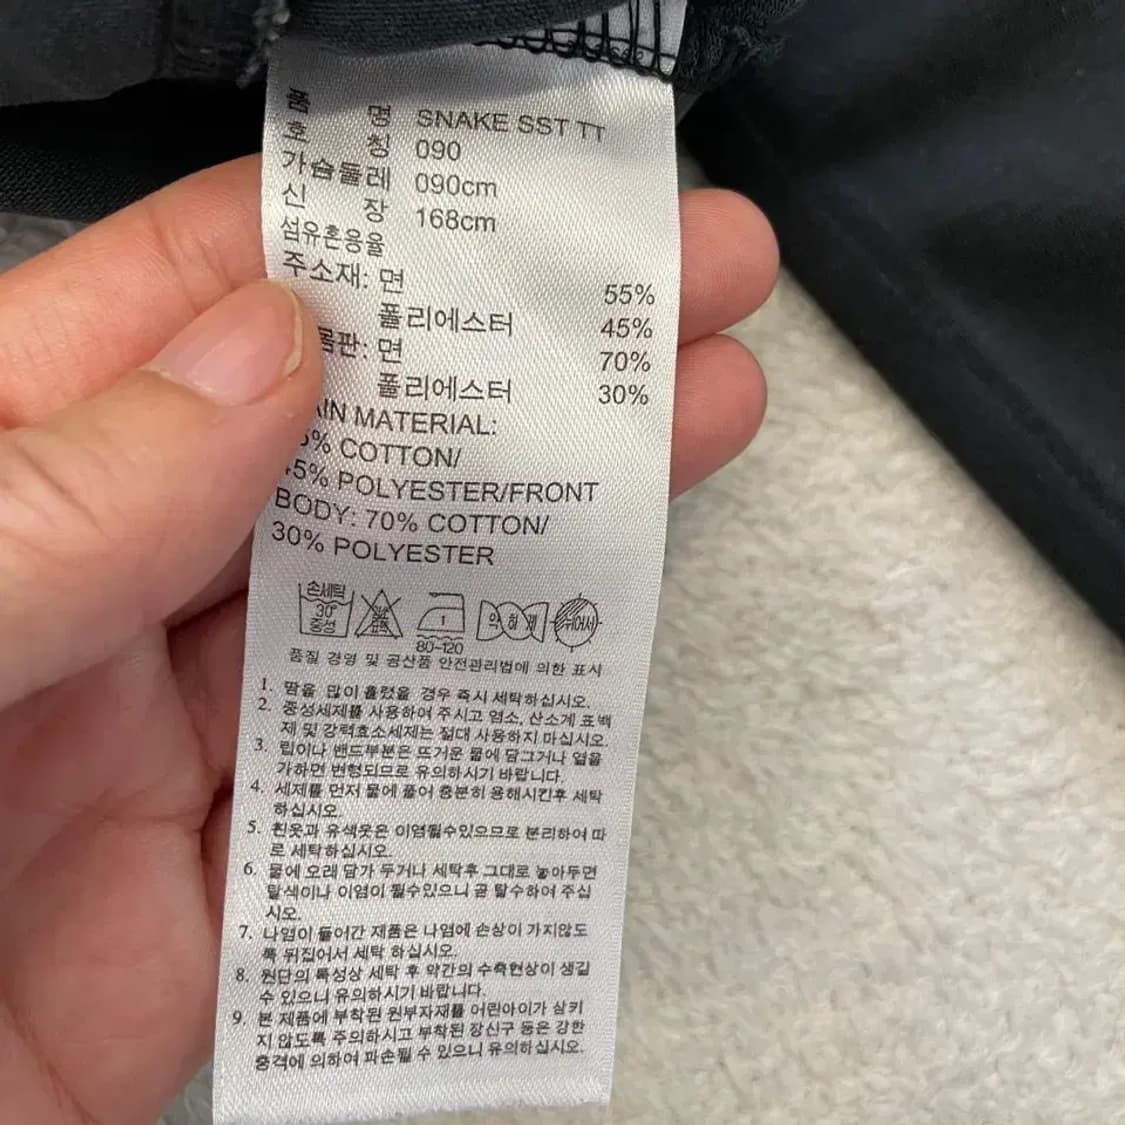 품 명 SNAKE SST TT
호 칭 090
가슴둘레 090cm
신 장 168cm
섬유혼용율
주소재: 면 55%
폴리에스터 45%
몸판: 면 70%
폴리에스터 30%
MATERIAL:
COTTON/
45% POLYESTER/FRONT
BODY: 70% COTTON/
30% POLYESTER
손세탁
30°
중성
80~120
약하게
뉘어서
품질 경영 및 공산품 안전관리법에 의한 표시
1. 땀을 많이 흘렸을 경우 즉시 세탁하십시오.
2. 중성세제를 사용하여 주시고 염소, 산소계 표백
제 및 강력효소세제는 절대 사용하지 마십시오.
3. 립이나 밴드부분은 뜨거운 물에 담그거나 열을
가하면 변형되므로 유의하시기 바랍니다.
4. 세제를 먼저 물에 풀어 충분히 용해시킨후 세탁
하십시오.
5. 흰옷과 유색옷은 이염될수있으므로 분리하여 따
로 세탁하십시오.
6. 물에 오래 담가 두거나 세탁후 그대로 놓아두면
탈색이나 이염이 될수있으니 곧 탈수하여 주십
시오.
7. 나염이 들어간 제품은 나염에 손상이 가지않도
록 뒤집어서 세탁 하십시오.
8. 원단의 특성상 세탁 후 약간의 수축현상이 생길
수 있으니 유의하시기 바랍니다.
9. 본 제품에 부착된 원부자재를 어린아이가 삼키
지 않도록 주의하시고 부착된 장신구 등은 강한
충격에 의하여 파손될 수 있으니 유의하십시오.